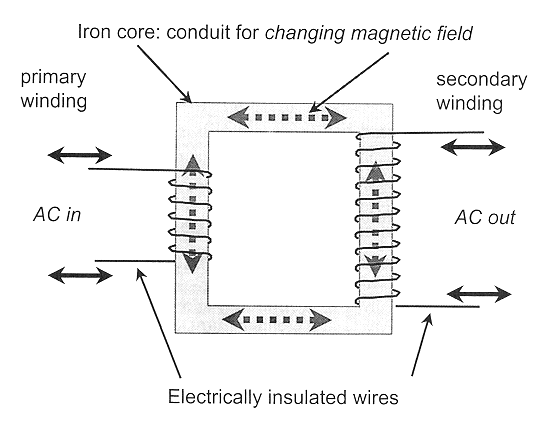 Iron core: conduit for changing magnetic field
primary
winding
secondary
winding
AC in
AC out
Electrically insulated wires